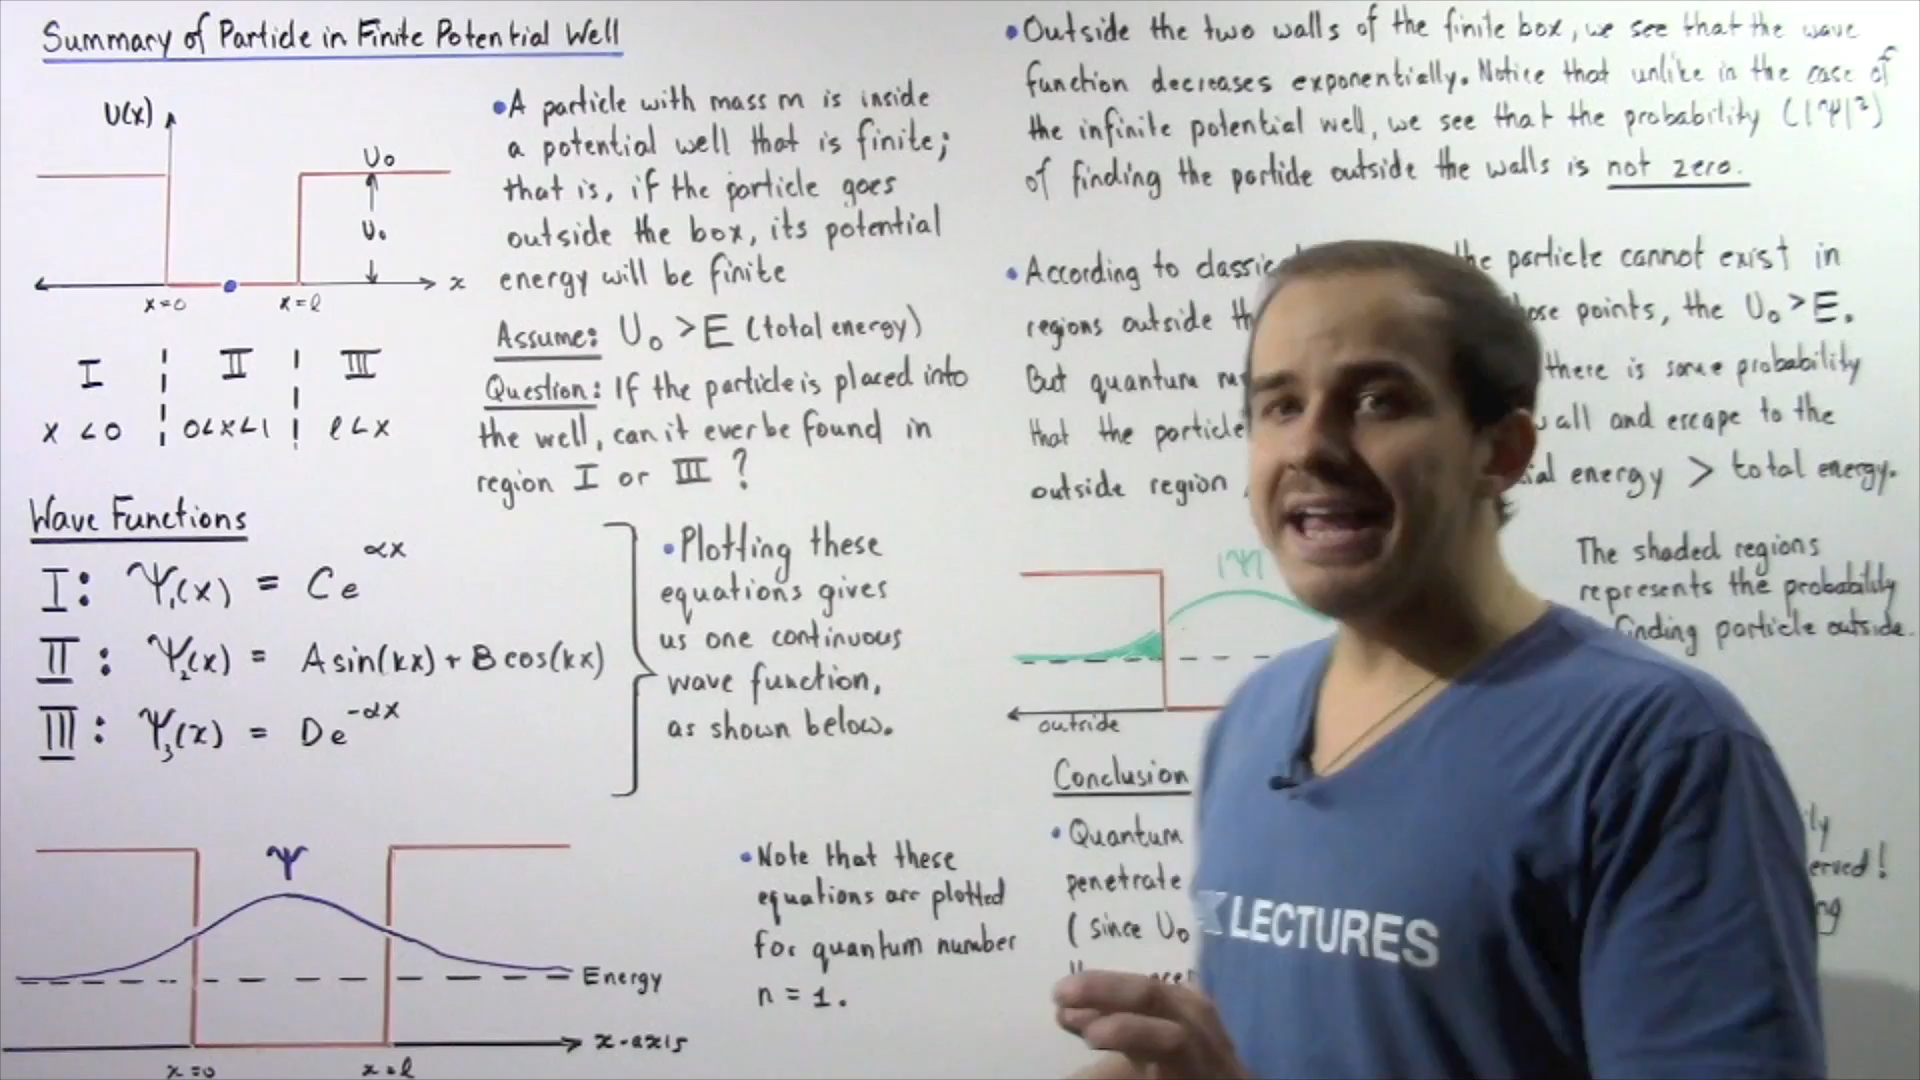 Summary of Particle in Finite Potential Well
U(x)
U₀
U₀
x
x=0
x=l
I
II
III
x<0
0<x<1
l<x
• A particle with mass m is inside
a potential well that is finite;
that is, if the particle goes
outside the box, its potential
energy will be finite
Assume: U₀ > E (total energy)
Question: If the particle is placed into
the well, can it ever be found in
region I or III ?
Wave Functions
I: Ψ₁(x) = Ce^αx
II: Ψ₂(x) = A sin(kx) + B cos(kx)
III: Ψ₃(x) = De^-αx
• Plotting these
equations gives
us one continuous
wave function,
as shown below.
Ψ
Energy
x-axis
x=0
x=l
• Note that these
equations are plotted
for quantum number
n = 1.
• Outside the two walls of the finite box, we see that the wave
function decreases exponentially. Notice that unlike in the case of
the infinite potential well, we see that the probability (|Ψ|²)
of finding the particle outside the walls is not zero.
• According to the particle cannot exist in
regions outside points, the U₀ > E.
But quantum there is some probability
that the particle and escape to the
outside region energy > total energy.
|Ψ|
outside
The shaded regions
represents the probability
finding particle outside.
Conclusion
• Quantum
penetrate
(since U₀
LECTURES